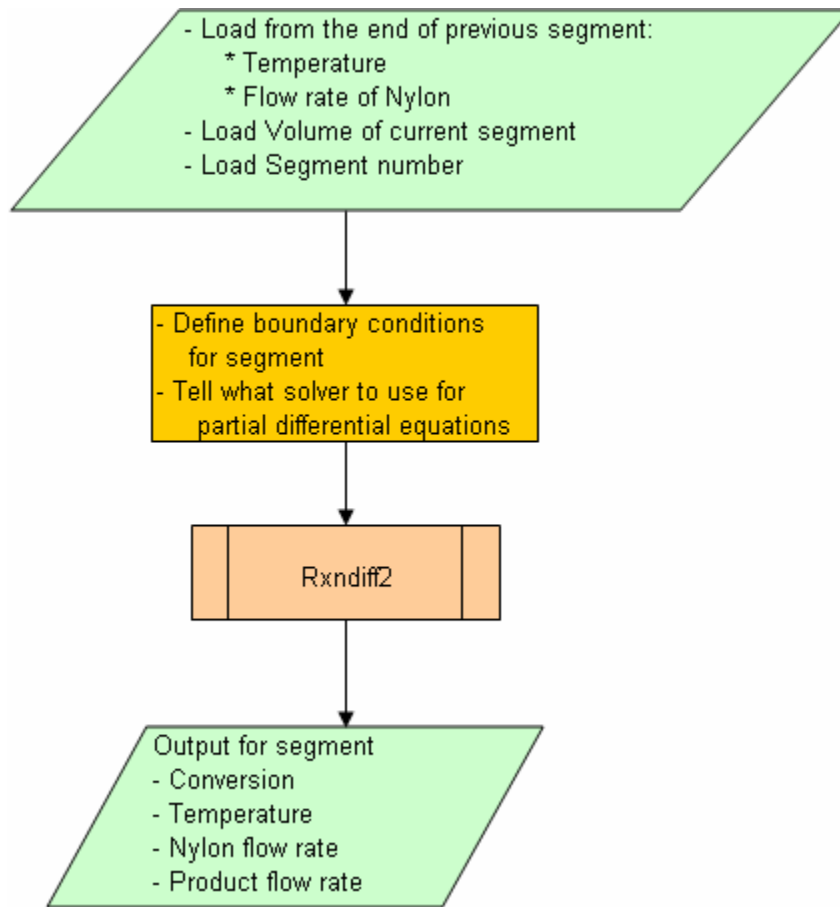 - Load from the end of previous segment:
* Temperature
* Flow rate of Nylon
- Load Volume of current segment
- Load Segment number
- Define boundary conditions
for segment
- Tell what solver to use for
partial differential equations
Rxndiff2
Output for segment
- Conversion
- Temperature
- Nylon flow rate
- Product flow rate